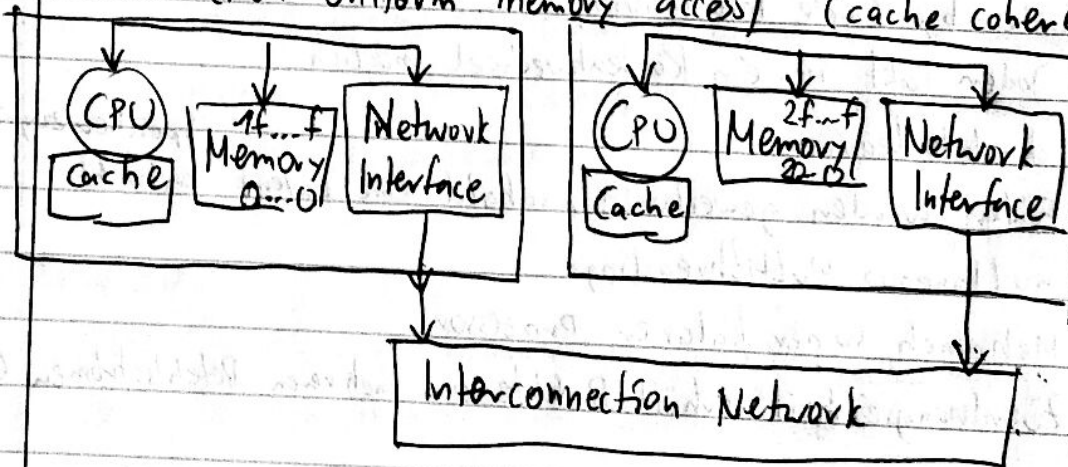 uniform memory access) (cache coher
CPU
Cache
1f...f
Memory
0...0
Network
Interface
CPU
Cache
2f...f
Memory
Network
Interface
Interconnection Network